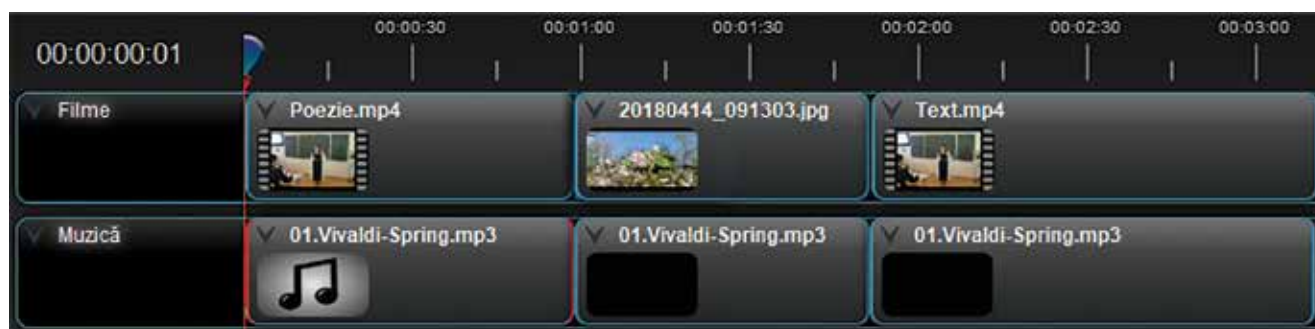 00:00:30 00:01:00 00:01:30 00:02:00 00:02:30 00:03:00
00:00:00:01
Filme Poezie.mp4 20180414_091303.jpg Text.mp4
Muzică 01.Vivaldi-Spring.mp3 01.Vivaldi-Spring.mp3 01.Vivaldi-Spring.mp3